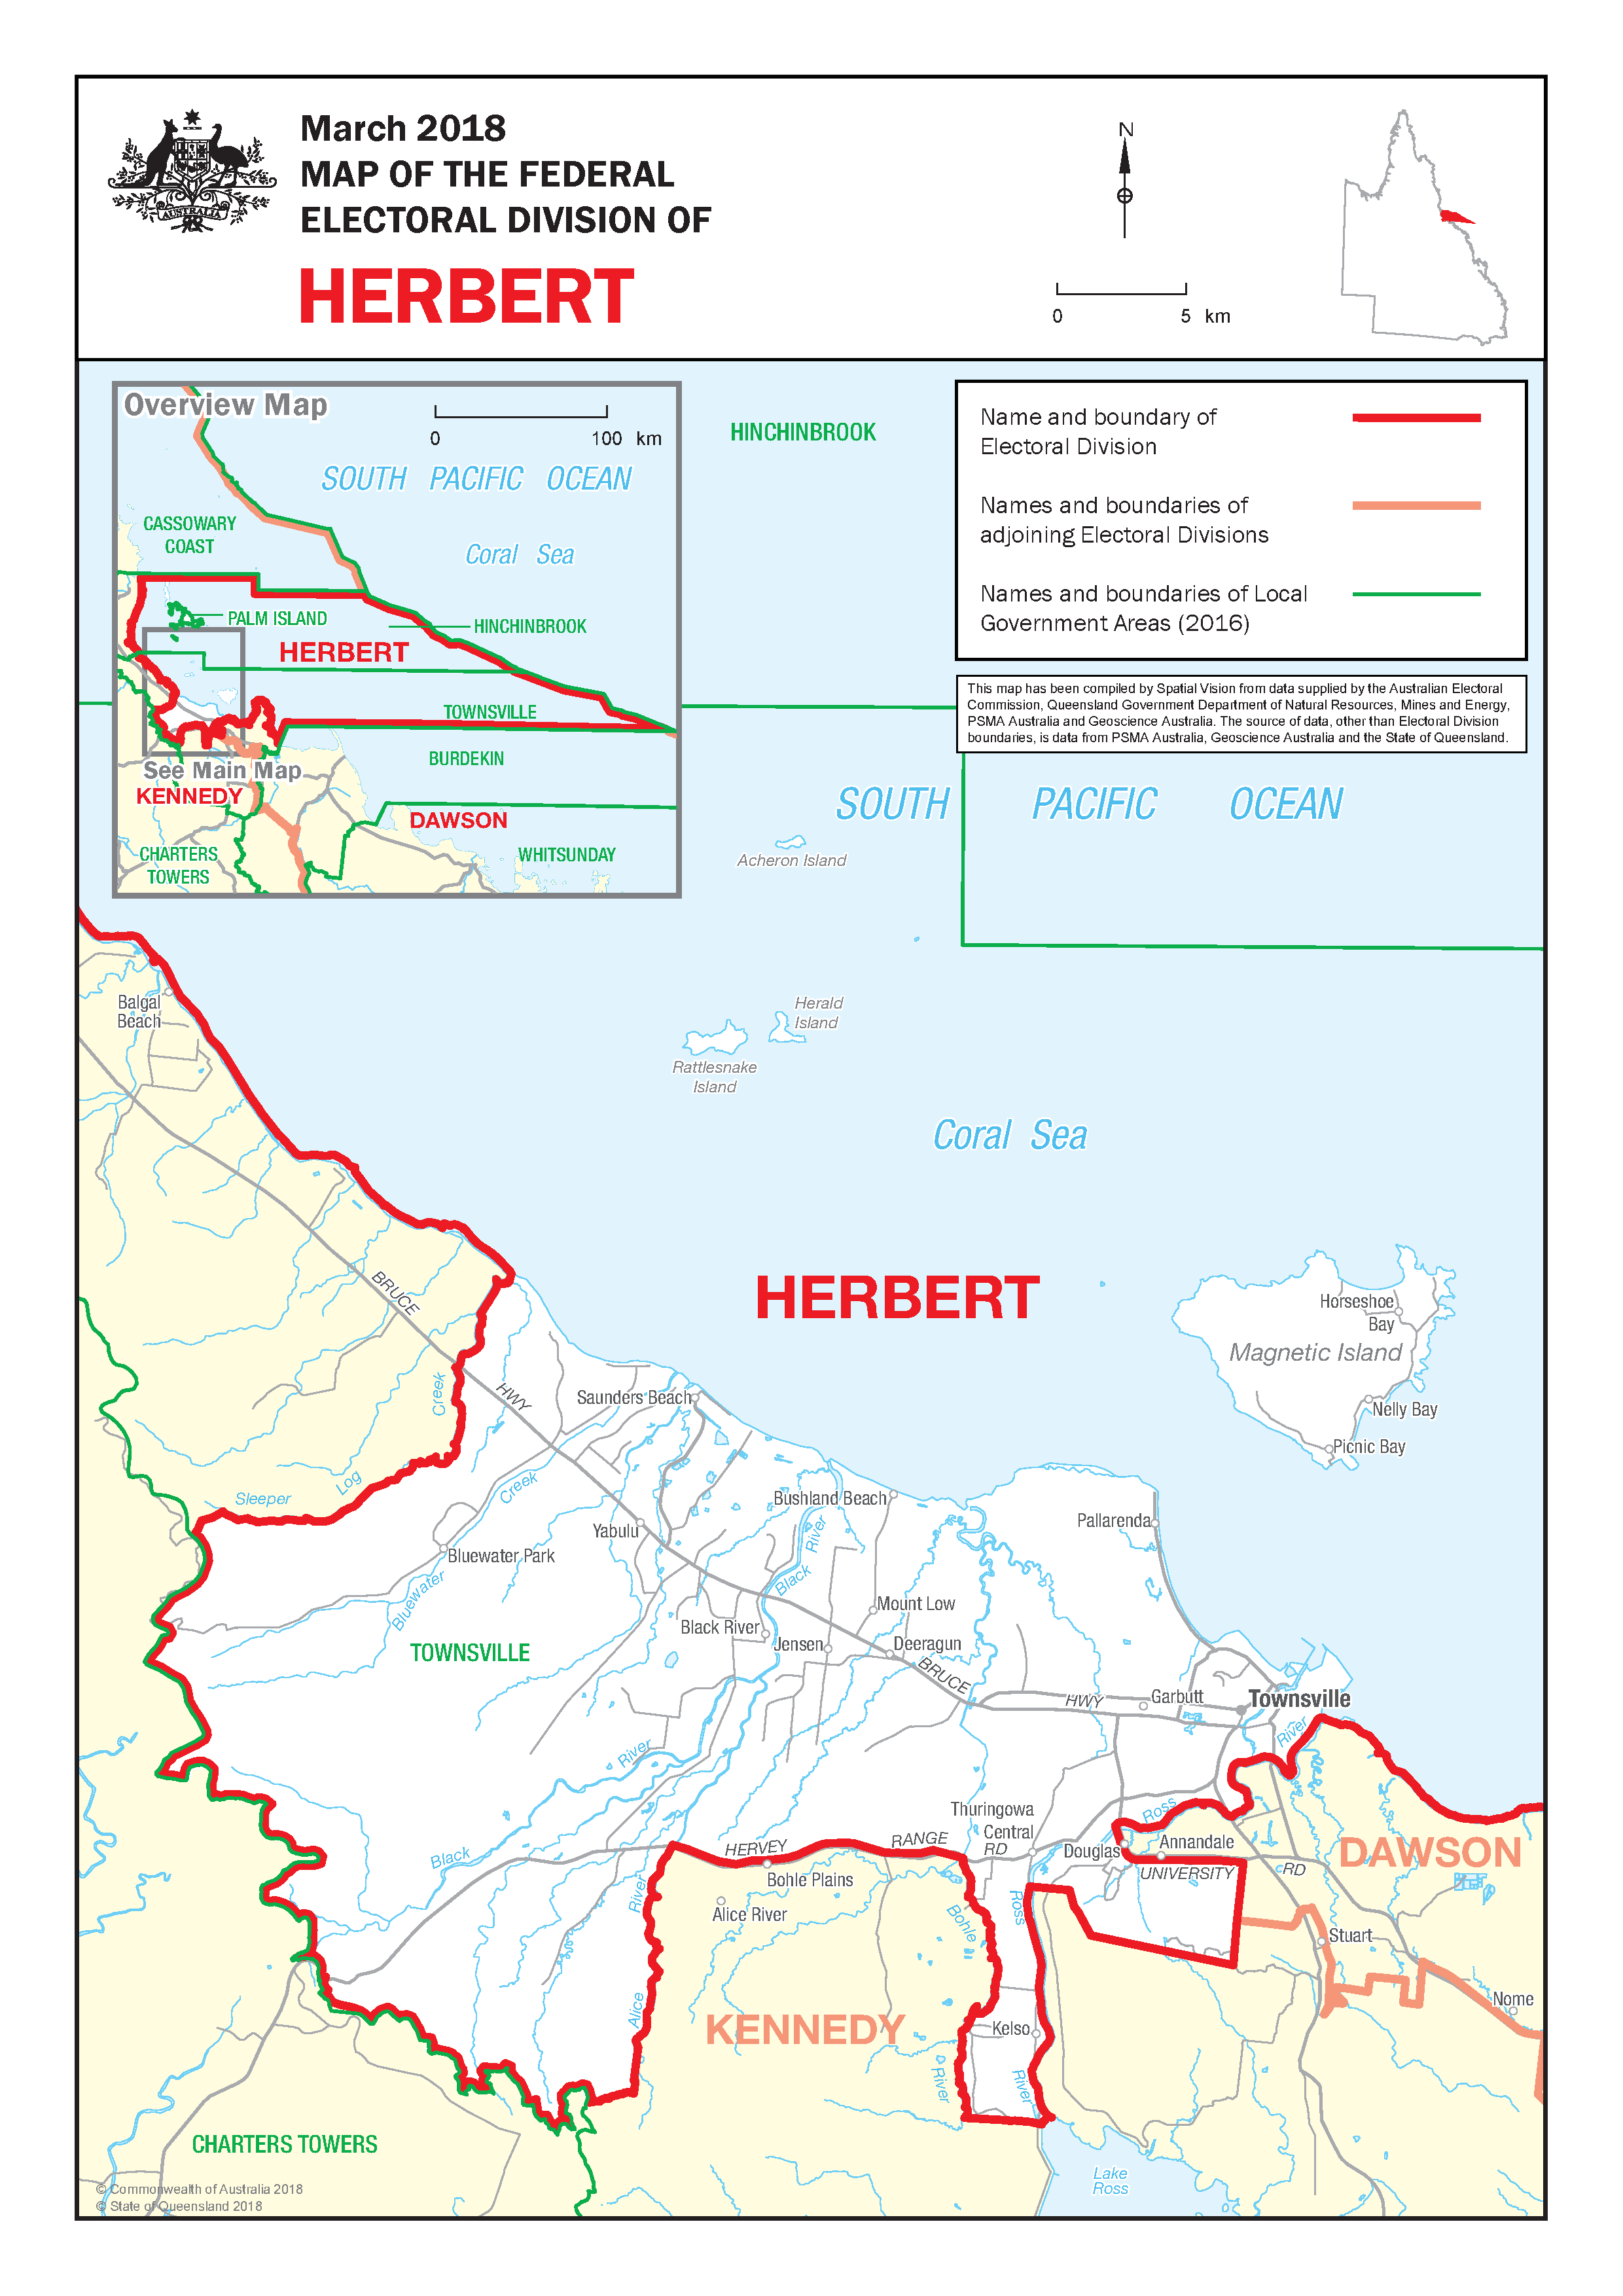 AUSTRALIA
March 2018
MAP OF THE FEDERAL
ELECTORAL DIVISION OF
HERBERT
N
0 5 km
Overview Map
0 100 km
SOUTH PACIFIC OCEAN
CASSOWARY
COAST
Coral Sea
PALM ISLAND
HINCHINBROOK
HERBERT
TOWNSVILLE
BURDEKIN
See Main Map
KENNEDY
DAWSON
CHARTERS
TOWERS
WHITSUNDAY
HINCHINBROOK
Name and boundary of
Electoral Division
Names and boundaries of
adjoining Electoral Divisions
Names and boundaries of Local
Government Areas (2016)
This map has been compiled by Spatial Vision from data supplied by the Australian Electoral
Commission, Queensland Government Department of Natural Resources, Mines and Energy,
PSMA Australia and Geoscience Australia. The source of data, other than Electoral Division
boundaries, is data from PSMA Australia, Geoscience Australia and the State of Queensland.
SOUTH PACIFIC OCEAN
Acheron Island
Balgal
Beach
Herald
Island
Rattlesnake
Island
Coral Sea
HERBERT
BRUCE
HWY
Horseshoe
Bay
Magnetic Island
Nelly Bay
Picnic Bay
Creek
Saunders Beach
Log
Sleeper
Creek
Bushland Beach
River
Yabulu
Pallarenda
Bluewater Park
Bluewater
Black
Mount Low
Black River
Jensen
Deeragun
TOWNSVILLE
BRUCE
HWY
Garbutt
Townsville
River
River
Thuringowa
Central
RD
Ross
Douglas
Annandale
UNIVERSITY
RD
DAWSON
HERVEY
RANGE
Black
Bohle Plains
River
Alice River
Bohle
Ross
Stuart
Alice
KENNEDY
Kelso
Nome
River
River
CHARTERS TOWERS
Lake
Ross
© Commonwealth of Australia 2018
© State of Queensland 2018